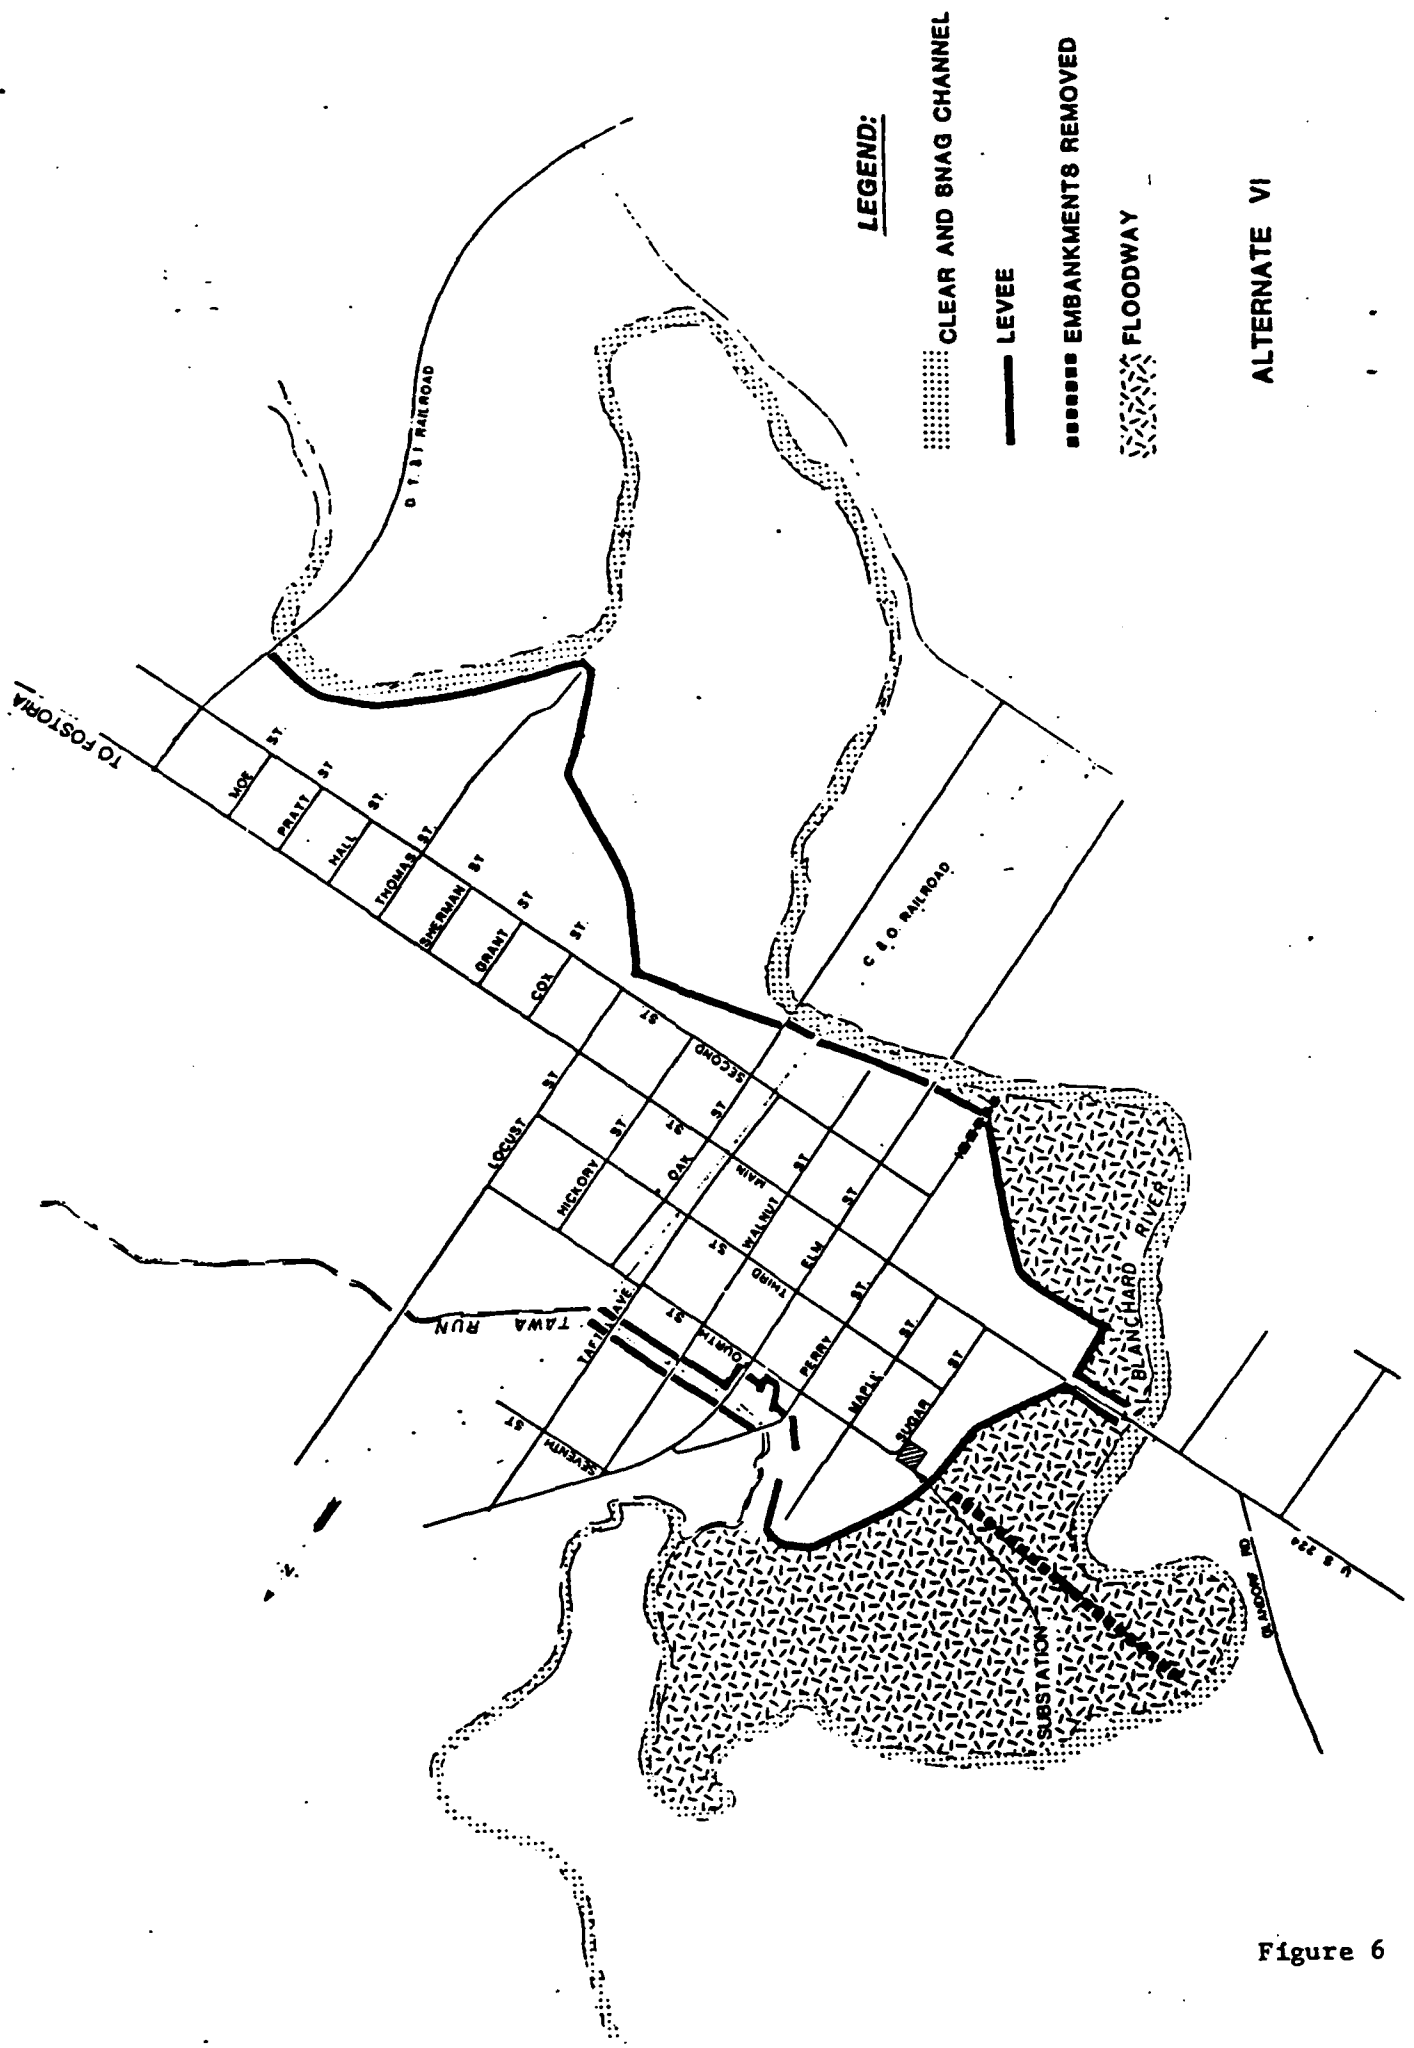 LEGEND:
CLEAR AND SNAG CHANNEL
LEVEE
EMBANKMENTS REMOVED
FLOODWAY
ALTERNATE VI
D T. & I RAILROAD
TO FOSTORIA
MOE ST.
PRATT ST
HALL ST.
THOMAS ST.
SHERMAN ST
GRANT ST
COX ST.
SECOND ST
LOCUST ST
HICKORY ST
OAK ST
MAIN ST
WALNUT ST
ELM ST
THIRD ST
PERRY ST.
MAPLE ST.
SUGAR ST
FOURTH ST
TAFT AVE.
SEVENTH ST
TAWA RUN
C & O. RAILROAD
BLANCHARD RIVER
SUBSTATION
GLANDORF RD
U S 224
N.
Figure 6